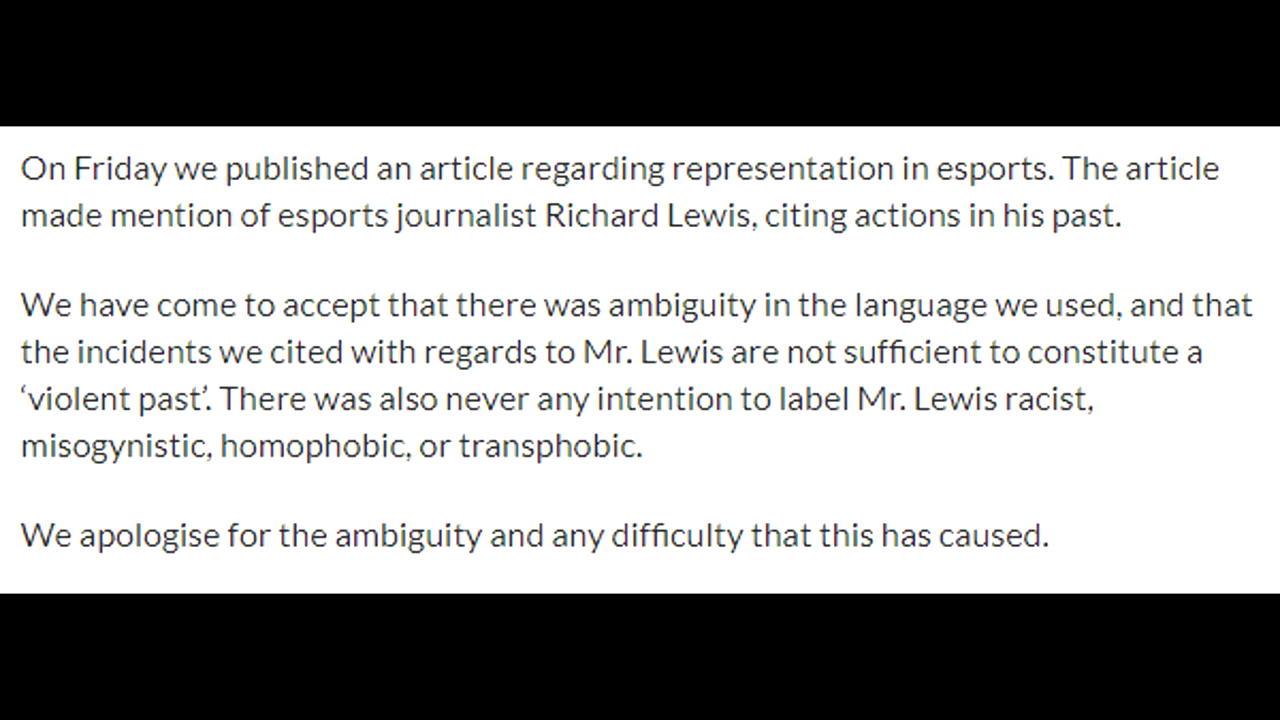 On Friday we published an article regarding representation in esports. The article
made mention of esports journalist Richard Lewis, citing actions in his past.
We have come to accept that there was ambiguity in the language we used, and that
the incidents we cited with regards to Mr. Lewis are not sufficient to constitute a
‘violent past’. There was also never any intention to label Mr. Lewis racist,
misogynistic, homophobic, or transphobic.
We apologise for the ambiguity and any difficulty that this has caused.